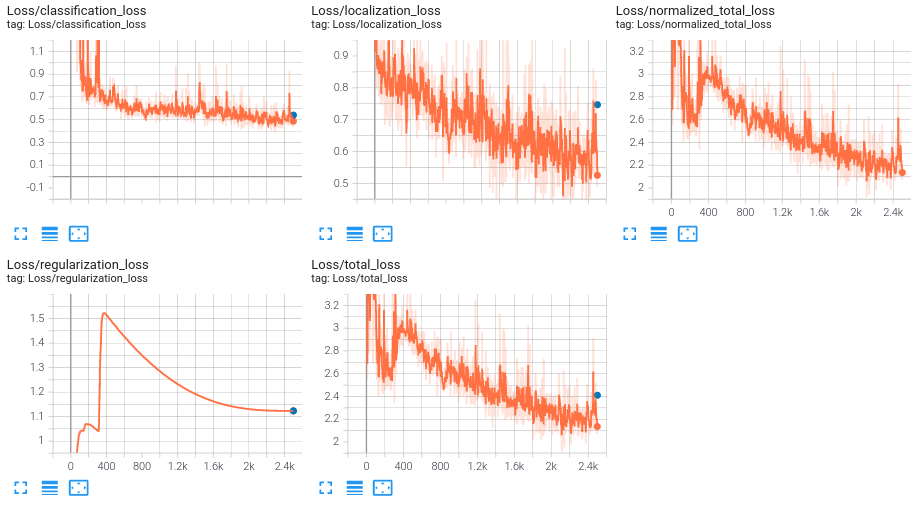 Loss/classification_loss
tag: Loss/classification_loss
1.1
0.9
0.7
0.5
0.3
0.1
-0.1
Loss/localization_loss
tag: Loss/localization_loss
0.9
0.8
0.7
0.6
0.5
Loss/normalized_total_loss
tag: Loss/normalized_total_loss
3.2
3
2.8
2.6
2.4
2.2
2
0 400 800 1.2k 1.6k 2k 2.4k
Loss/regularization_loss
tag: Loss/regularization_loss
1.5
1.4
1.3
1.2
1.1
1
0 400 800 1.2k 1.6k 2k 2.4k
Loss/total_loss
tag: Loss/total_loss
3.2
3
2.8
2.6
2.4
2.2
2
0 400 800 1.2k 1.6k 2k 2.4k